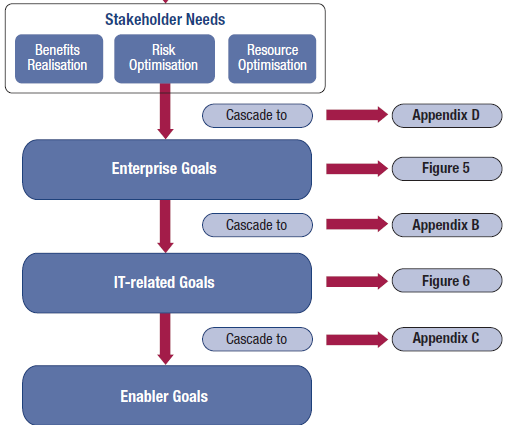 Stakeholder Needs
Benefits
Realisation
Risk
Optimisation
Resource
Optimisation
Cascade to
Appendix D
Enterprise Goals
Figure 5
Cascade to
Appendix B
IT-related Goals
Figure 6
Cascade to
Appendix C
Enabler Goals